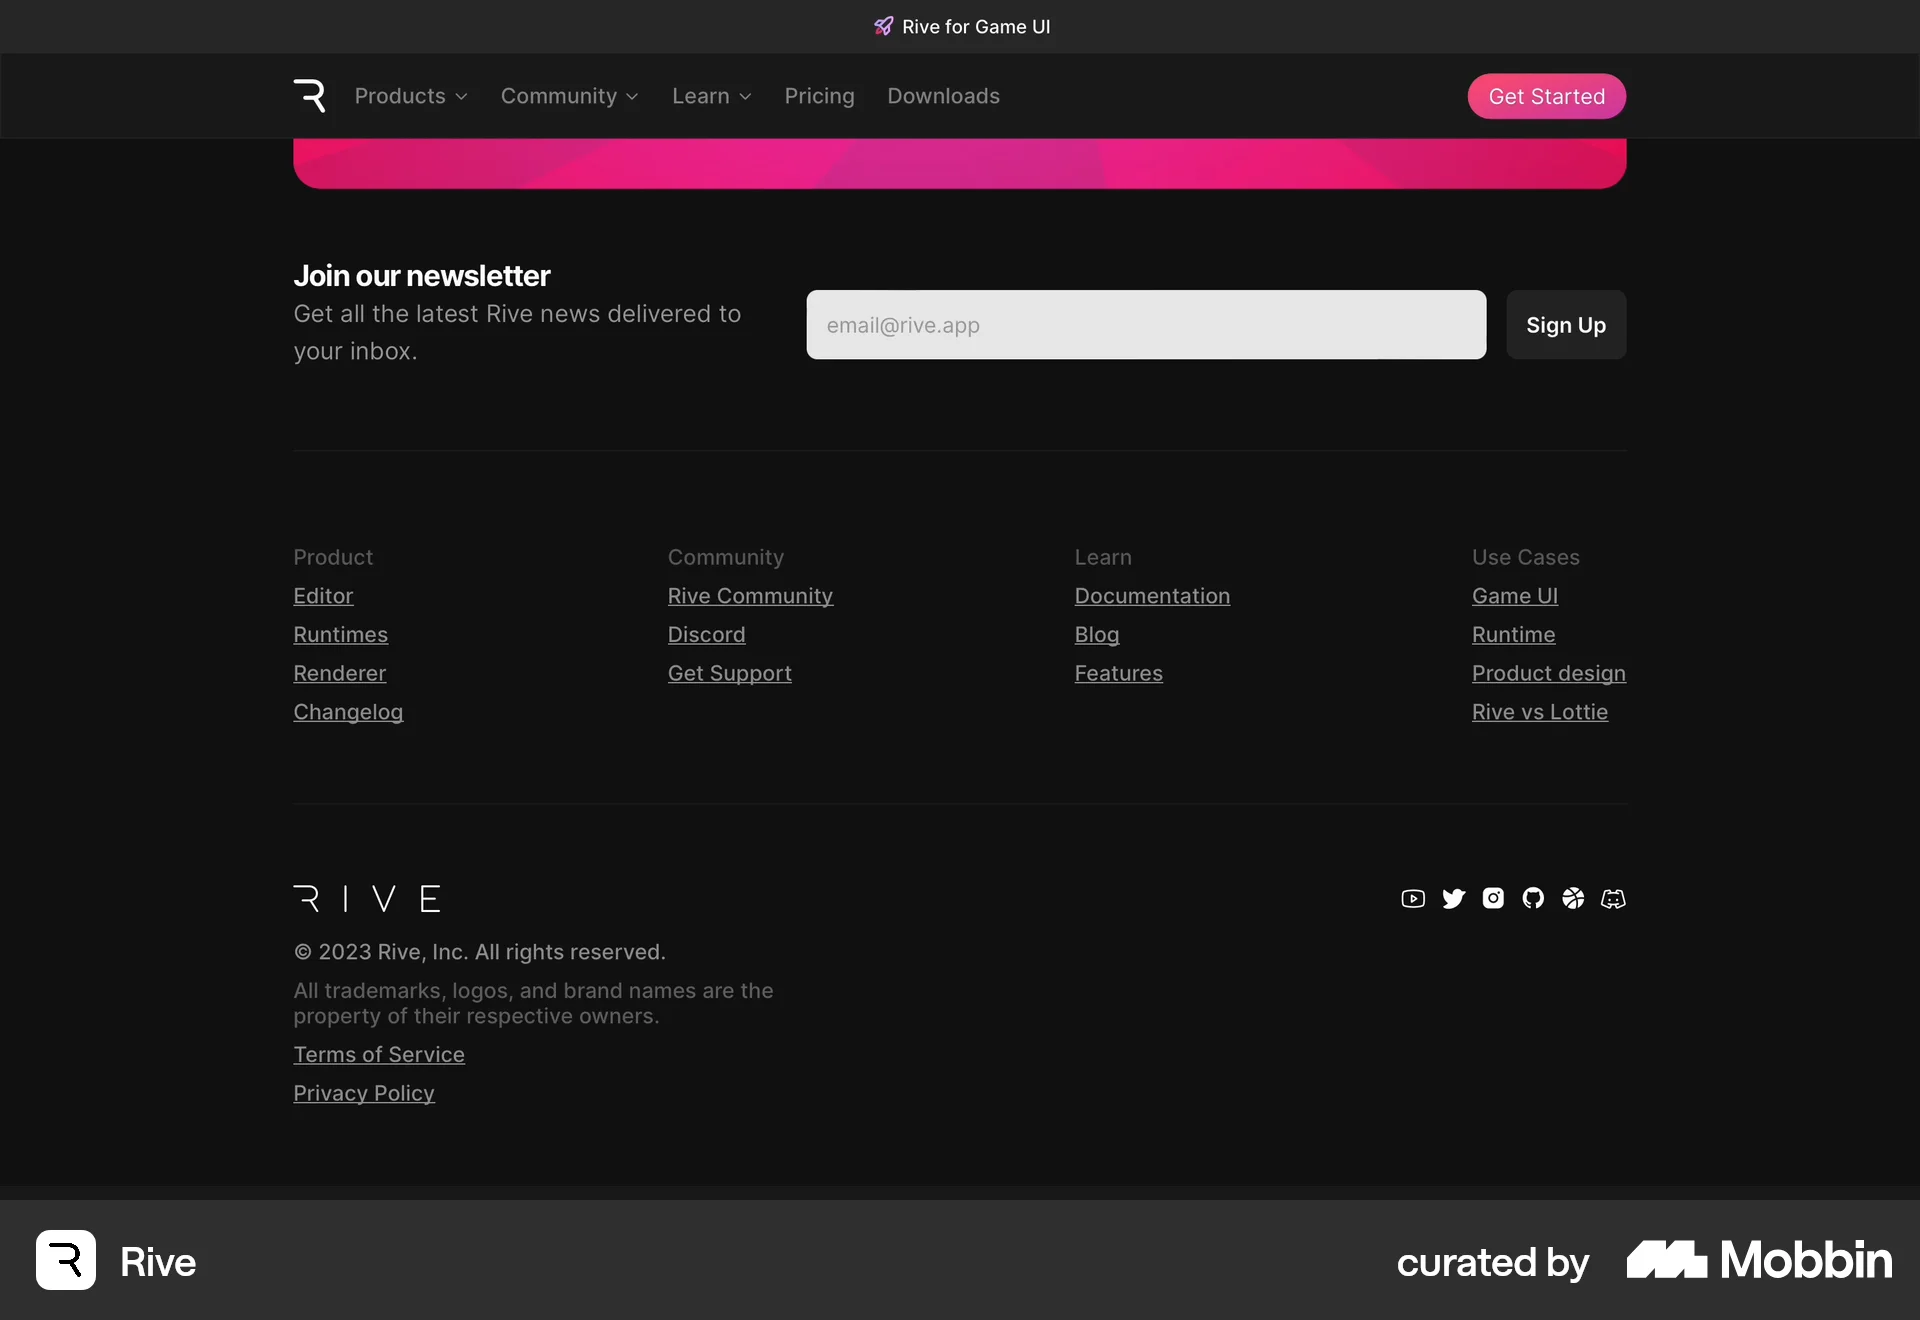 Rive for Game UI
Products
Community
Learn
Pricing
Downloads
Get Started
Join our newsletter
Get all the latest Rive news delivered to
your inbox.
email@rive.app
Sign Up
Product
Editor
Runtimes
Renderer
Changelog
Community
Rive Community
Discord
Get Support
Learn
Documentation
Blog
Features
Use Cases
Game UI
Runtime
Product design
Rive vs Lottie
RIVE
© 2023 Rive, Inc. All rights reserved.
All trademarks, logos, and brand names are the
property of their respective owners.
Terms of Service
Privacy Policy
Rive
curated by Mobbin